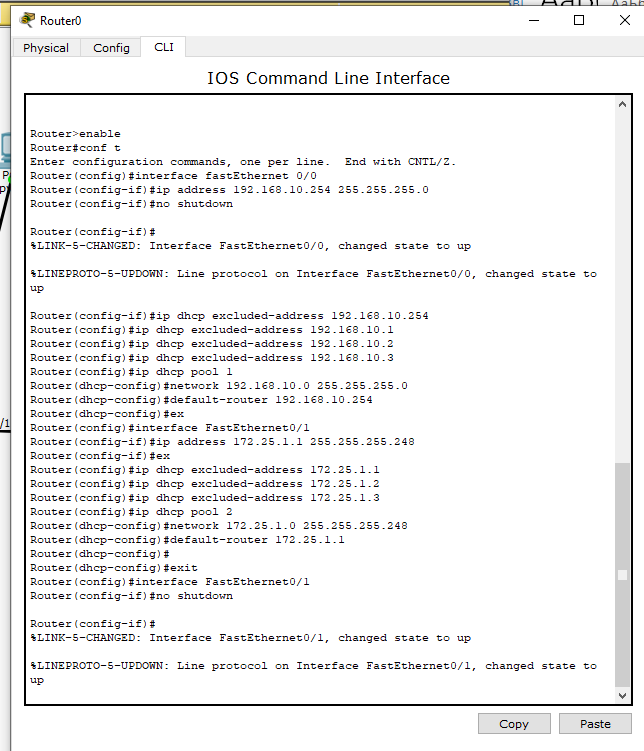 Router0
Physical Config CLI
IOS Command Line Interface
Router>enable
Router#conf t
Enter configuration commands, one per line.  End with CNTL/Z.
Router(config)#interface fastEthernet 0/0
Router(config-if)#ip address 192.168.10.254 255.255.255.0
Router(config-if)#no shutdown
Router(config-if)#
%LINK-5-CHANGED: Interface FastEthernet0/0, changed state to up
%LINEPROTO-5-UPDOWN: Line protocol on Interface FastEthernet0/0, changed state to
up
Router(config-if)#ip dhcp excluded-address 192.168.10.254
Router(config)#ip dhcp excluded-address 192.168.10.1
Router(config)#ip dhcp excluded-address 192.168.10.2
Router(config)#ip dhcp excluded-address 192.168.10.3
Router(config)#ip dhcp pool 1
Router(dhcp-config)#network 192.168.10.0 255.255.255.0
Router(dhcp-config)#default-router 192.168.10.254
Router(dhcp-config)#ex
Router(config)#interface FastEthernet0/1
Router(config-if)#ip address 172.25.1.1 255.255.255.248
Router(config-if)#ex
Router(config)#ip dhcp excluded-address 172.25.1.1
Router(config)#ip dhcp excluded-address 172.25.1.2
Router(config)#ip dhcp excluded-address 172.25.1.3
Router(config)#ip dhcp pool 2
Router(dhcp-config)#network 172.25.1.0 255.255.255.248
Router(dhcp-config)#default-router 172.25.1.1
Router(dhcp-config)#
Router(dhcp-config)#exit
Router(config)#interface FastEthernet0/1
Router(config-if)#no shutdown
Router(config-if)#
%LINK-5-CHANGED: Interface FastEthernet0/1, changed state to up
%LINEPROTO-5-UPDOWN: Line protocol on Interface FastEthernet0/1, changed state to
up
Copy Paste